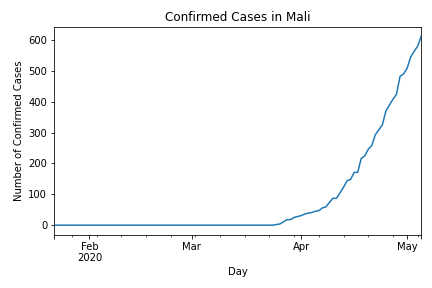 Confirmed Cases in Mali
Number of Confirmed Cases
600
500
400
300
200
100
0
Feb
2020
Mar
Apr
May
Day